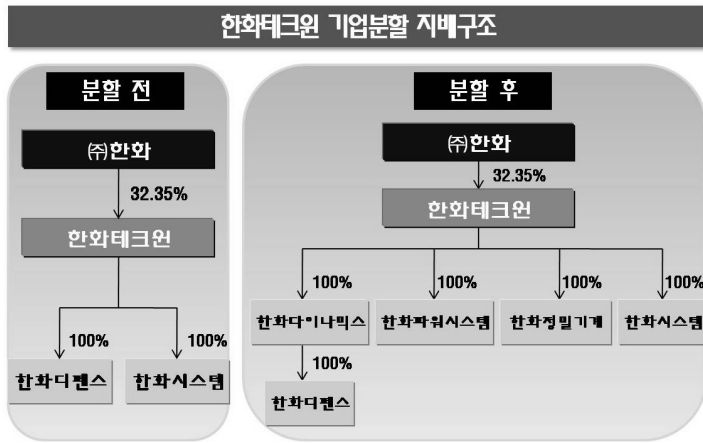 한화테크윈 기업분할 지배구조
분할 전
㈜한화
32.35%
한화테크윈
100%
100%
한화디펜스
한화시스템
분할 후
㈜한화
32.35%
한화테크윈
100%
100%
100%
100%
한화다이나믹스
한화파워시스템
한화정밀기계
한화시스템
100%
한화디펜스